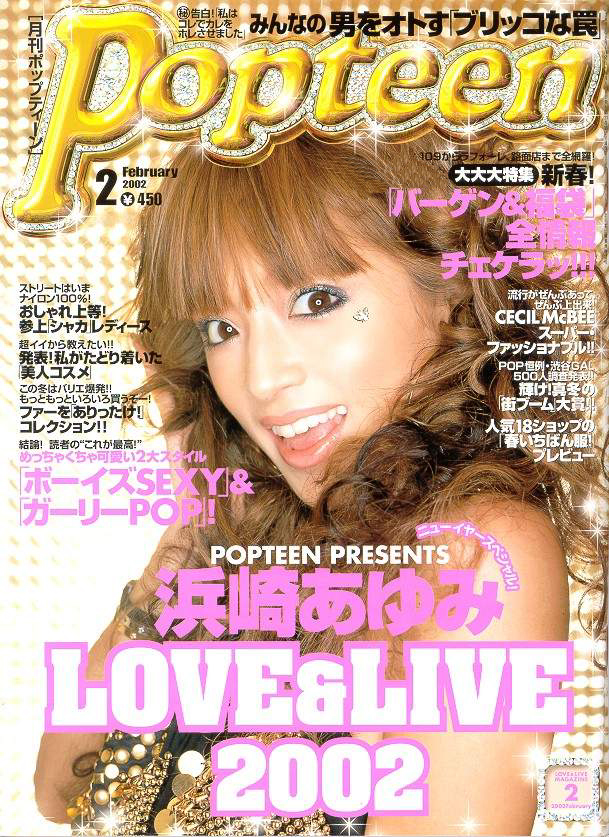 ㊙告白!「私は
コレでカレを
ホレさせました」
みんなの男をオトす「ブリッコな罠」
[月刊ポップティーン]
Popteen
2 February
2002
¥450
109からラフォーレ、路面店まで全網羅!
大大大特集 新春!
「バーゲン&福袋」
全情報
チェケラッ!!!
流行がぜんぶあって、
ぜんぶ上出来!
CECIL McBEE
スーパー・
ファッショナブル!!
POP恒例・渋谷GAL
500人調査発表!!
輝け!真冬の
「街ブーム」大賞!!
人気18ショップの
「春いちばん服!」
プレビュー
ストリートはいま
ナイロン100%!
おしゃれ上等!
参上「シャカ」レディース
超イイから教えたい!!
発表!私がたどり着いた
「美人コスメ」
この冬はバリエ爆発!!
もっともっといろいろ買うぞー!
ファーを「ありったけ!」
コレクション!!
結論! 読者の"これが最高!"
めっちゃくちゃ可愛い2大スタイル
「ボーイズSEXY」&
「ガーリーPOP」!
ニューイヤースペシャル!
POPTEEN PRESENTS
浜崎あゆみ
LOVE&LIVE
2002
LOVE&LIVE
MAGAZINE
2
2002February